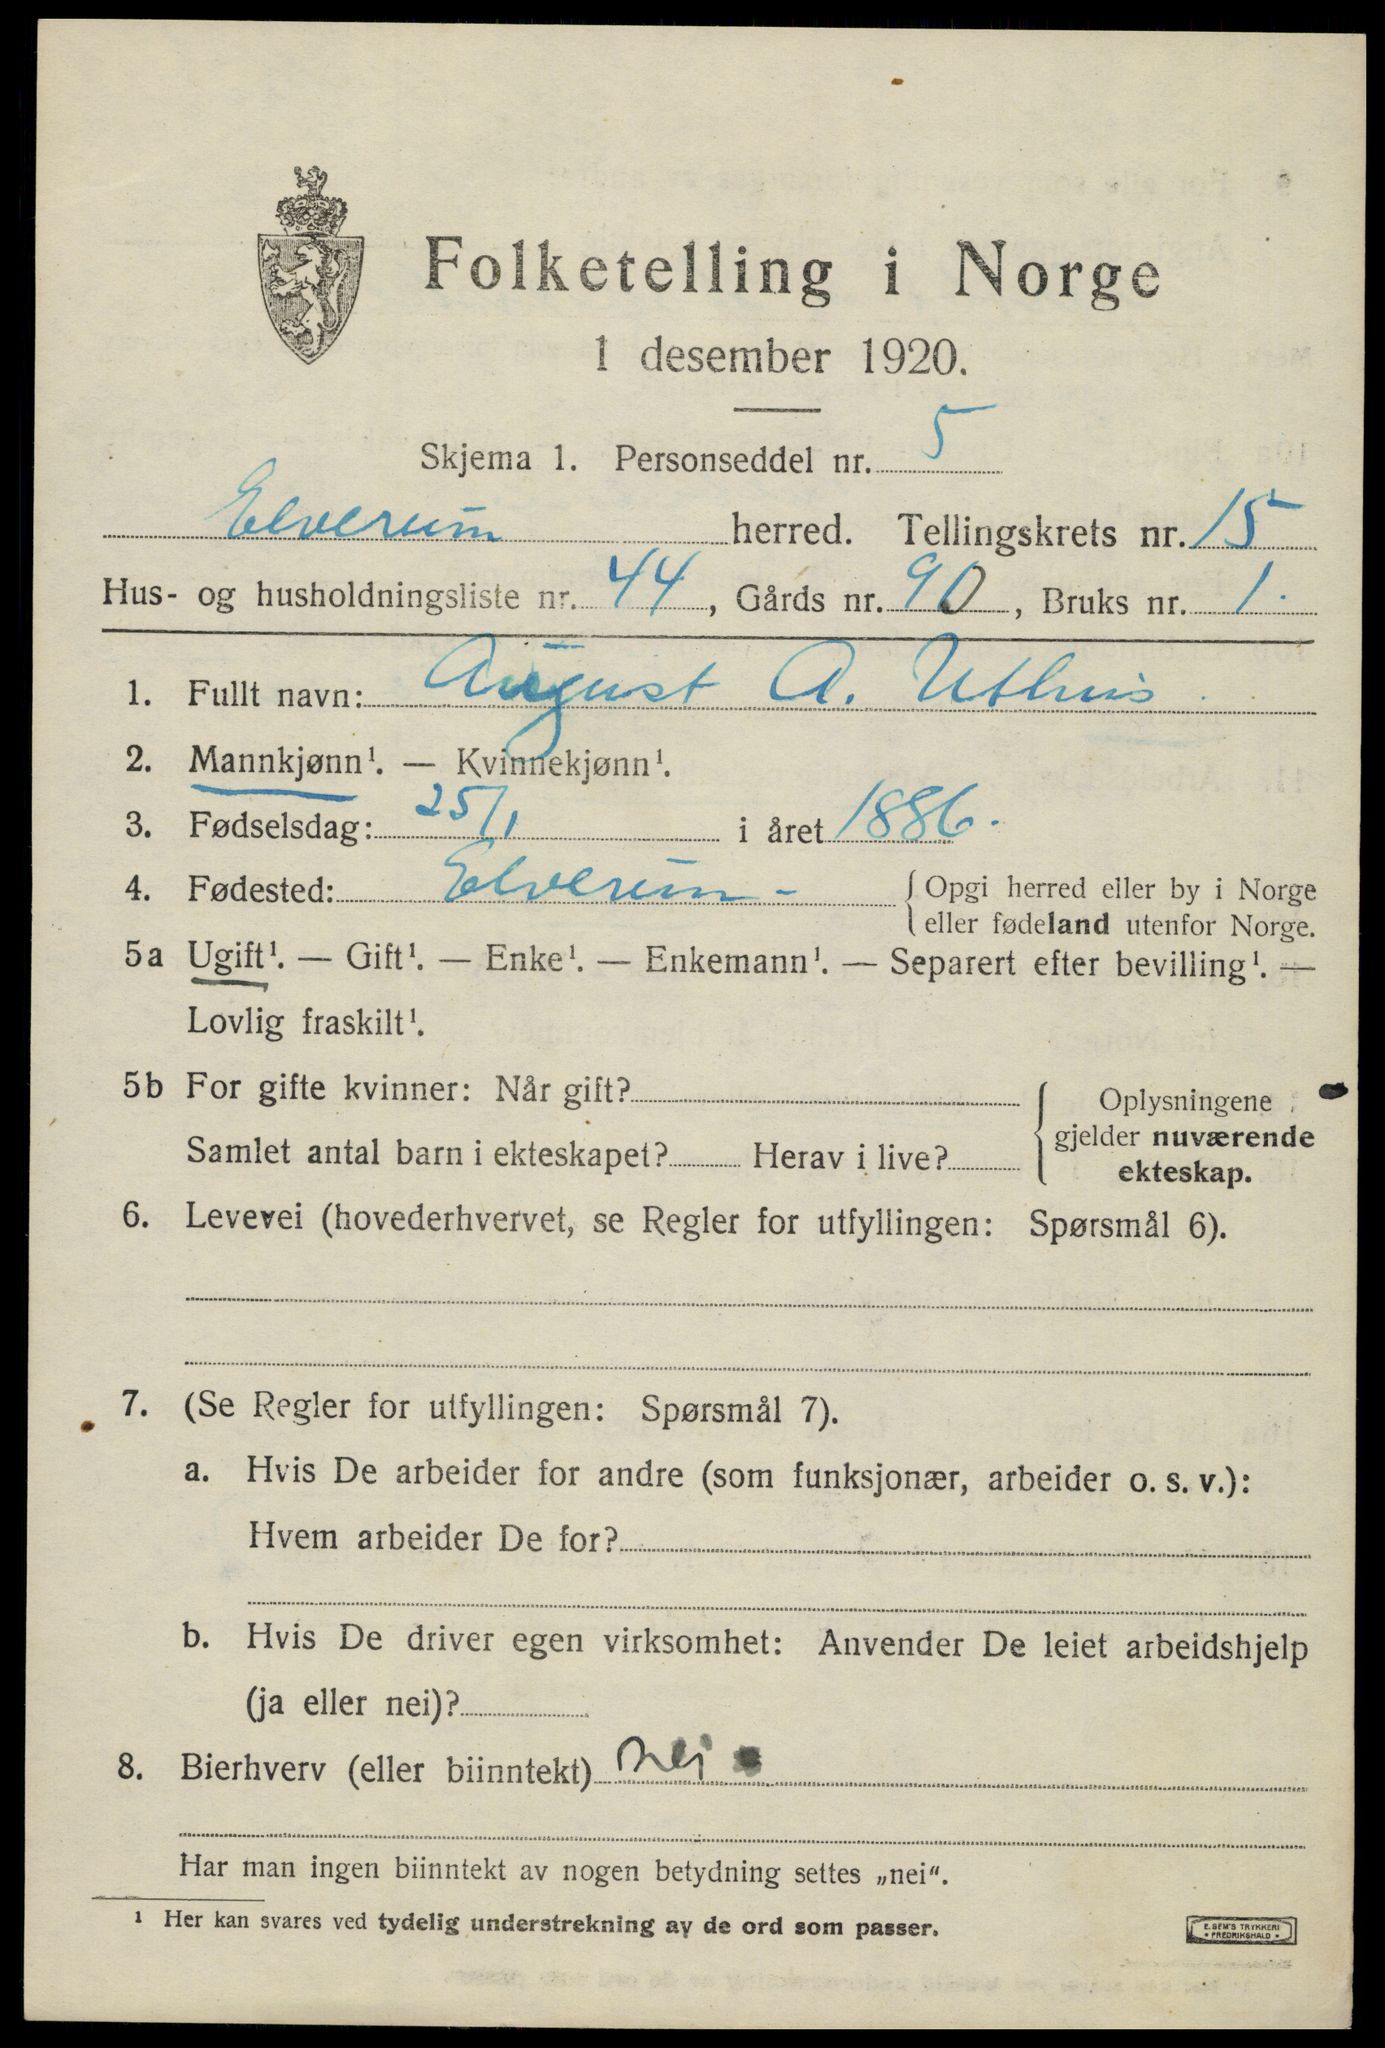 Folketelling i Norge
1 desember 1920.
Skjema 1. Personseddel nr. 5
Elverum herred. Tellingskrets nr. 15
Hus- og husholdningsliste nr. 44, Gårds nr. 90, Bruks nr. 1.
1. Fullt navn: August A. Uthus
2. Mannkjønn¹. — Kvinnekjønn¹.
3. Fødselsdag: 25/1 i året 1886.
4. Fødested: Elverum - { Opgi herred eller by i Norge
eller fødeland utenfor Norge.
5a Ugift¹. — Gift¹. — Enke¹. — Enkemann¹. — Separert efter bevilling¹. —
Lovlig fraskilt¹.
5b For gifte kvinner: Når gift?
Samlet antal barn i ekteskapet? Herav i live?
Oplysningene
gjelder nuværende
ekteskap.
6. Levevei (hovederhvervet, se Regler for utfyllingen: Spørsmål 6).
7. (Se Regler for utfyllingen: Spørsmål 7).
a. Hvis De arbeider for andre (som funksjonær, arbeider o. s. v.):
Hvem arbeider De for?
b. Hvis De driver egen virksomhet: Anvender De leiet arbeidshjelp
(ja eller nei)?
8. Bierhverv (eller biinntekt) nei
Har man ingen biinntekt av nogen betydning settes „nei“.
¹ Her kan svares ved tydelig understrekning av de ord som passer.
E. SEM'S TRYKKERI
• FREDRIKSHALD •